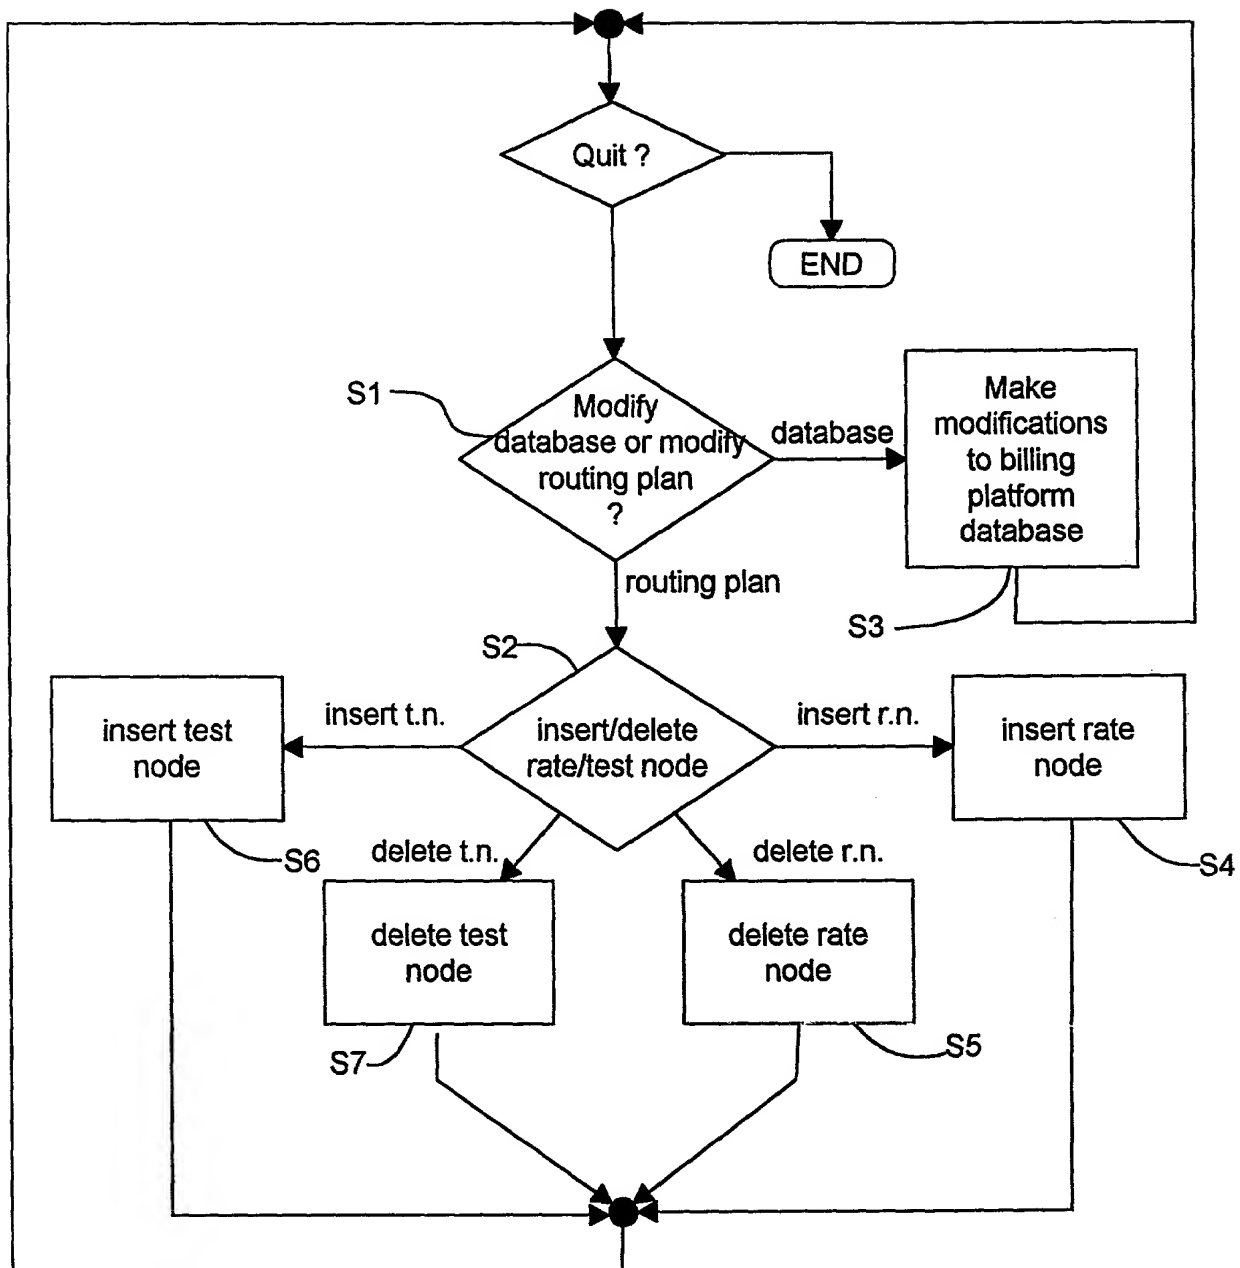 Quit ?
END
S1
Modify
database or modify
routing plan
?
database
Make
modifications
to billing
platform
database
routing plan
S3
S2
insert t.n.
insert r.n.
insert test
node
insert/delete
rate/test node
insert rate
node
S6
delete t.n.
delete r.n.
S4
delete test
node
delete rate
node
S7
S5